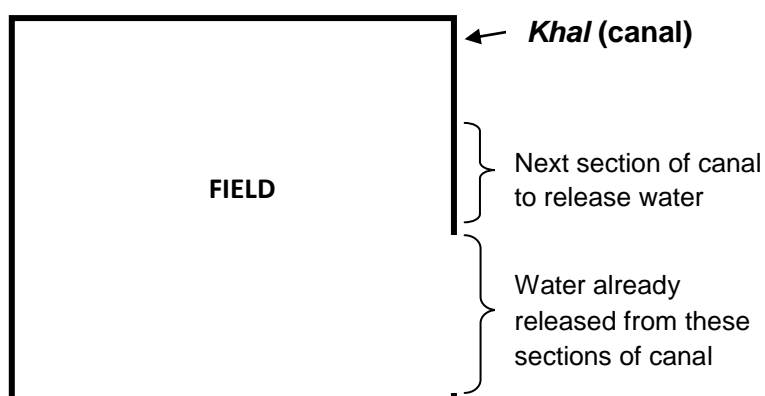 Khal (canal)
Next section of canal
to release water
FIELD
Water already
released from these
sections of canal